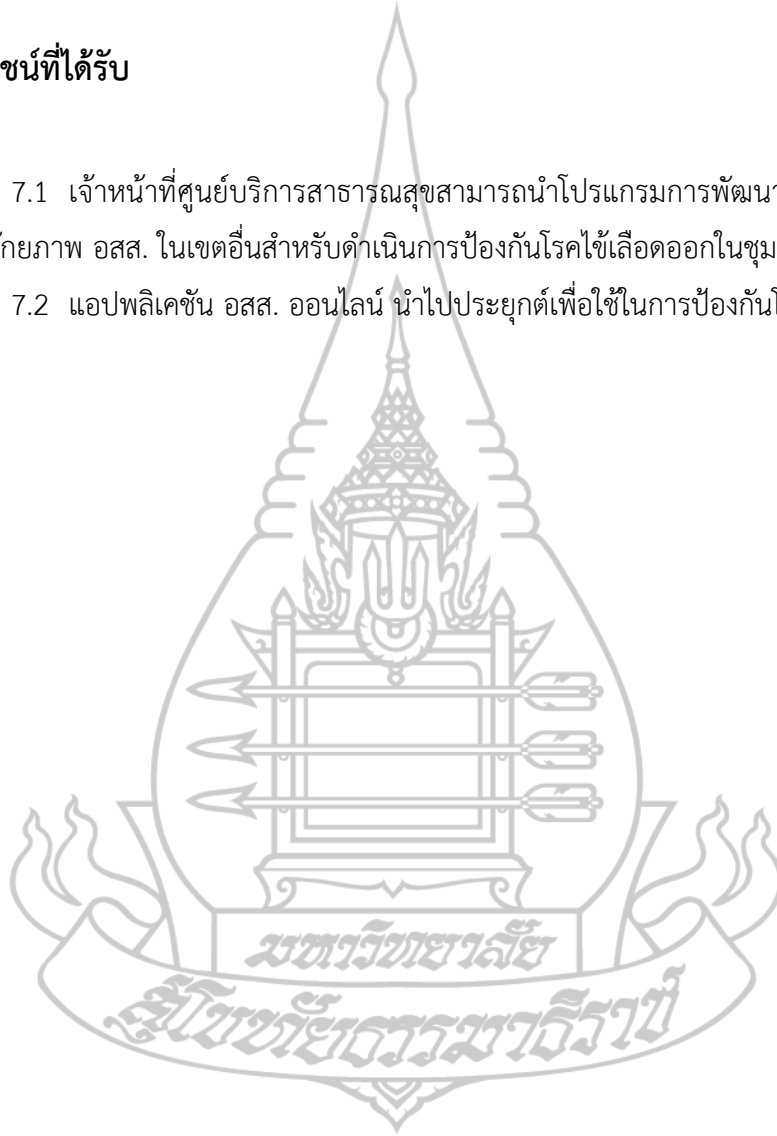 ชน์ที่ได้รับ
7.1 เจ้าหน้าที่ศูนย์บริการสาธารณสุขสามารถนำโปรแกรมการพัฒนา
กยภาพ อสส. ในเขตอื่นสำหรับดำเนินการป้องกันโรคไข้เลือดออกในชุม
7.2 แอปพลิเคชัน อสส. ออนไลน์ นำไปประยุกต์เพื่อใช้ในการป้องกันโ
มหาวิทยาลัย
สุโขทัยธรรมาธิราช